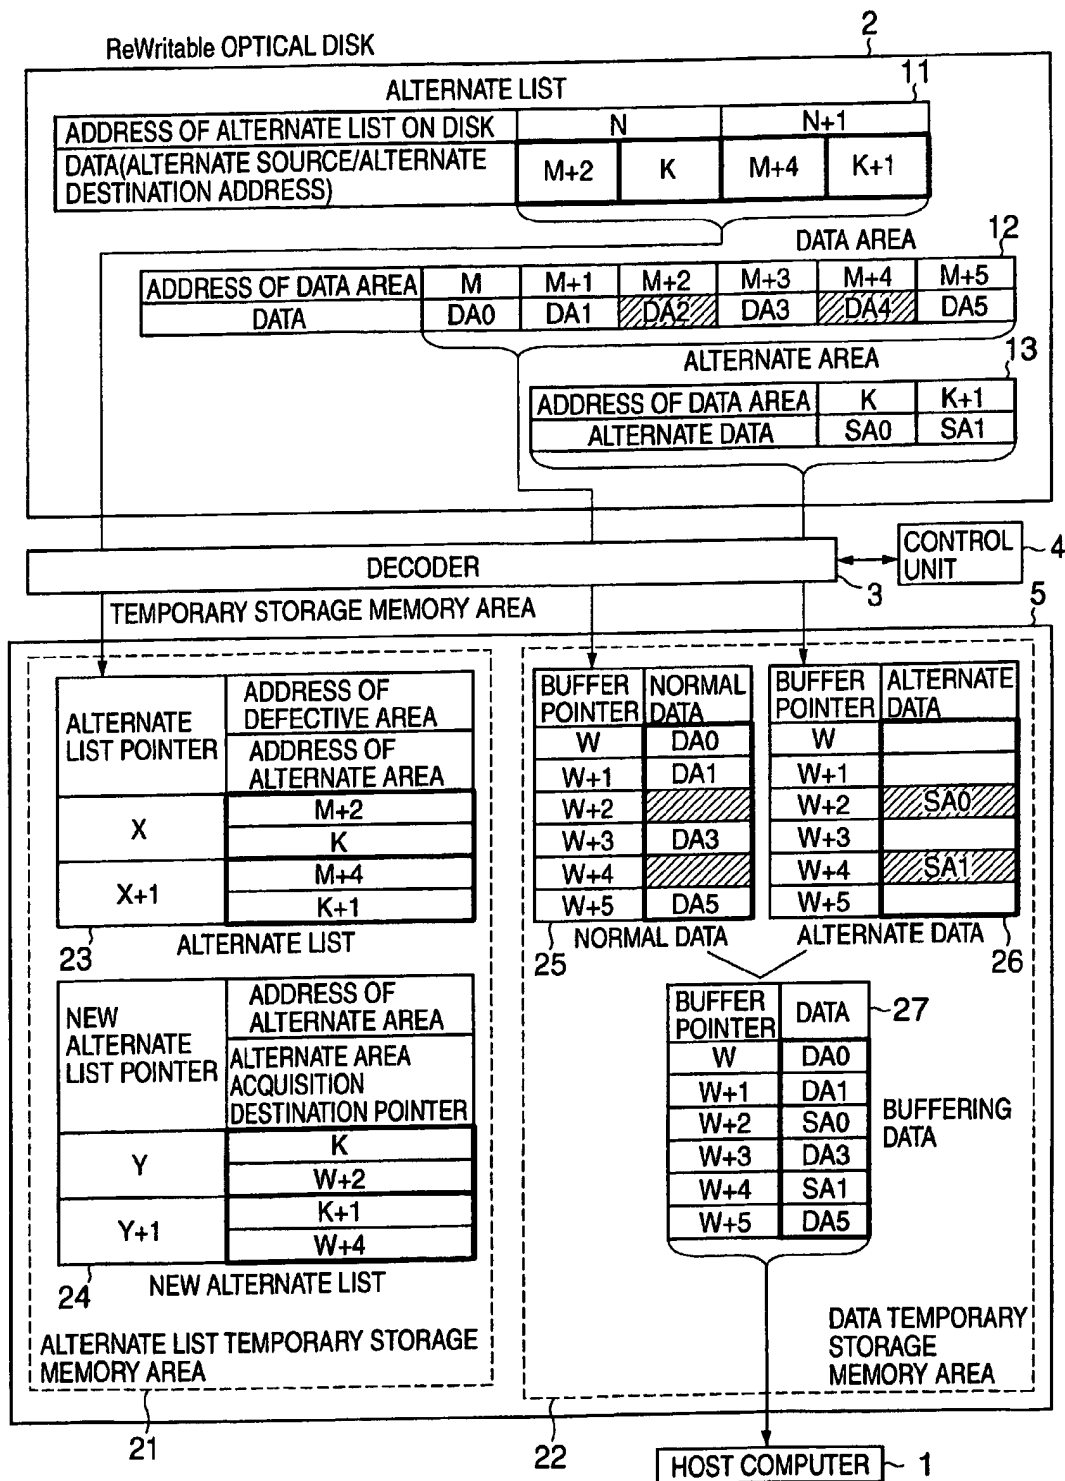 2
ReWritable OPTICAL DISK
11
ALTERNATE LIST
ADDRESS OF ALTERNATE LIST ON DISK N N+1
DATA(ALTERNATE SOURCE/ALTERNATE
DESTINATION ADDRESS)
M+2 K M+4 K+1
DATA AREA
12
ADDRESS OF DATA AREA M M+1 M+2 M+3 M+4 M+5
DATA DA0 DA1 DA2 DA3 DA4 DA5
ALTERNATE AREA
13
ADDRESS OF DATA AREA K K+1
ALTERNATE DATA SA0 SA1
DECODER
3
CONTROL
UNIT
4
TEMPORARY STORAGE MEMORY AREA
5
ALTERNATE
LIST POINTER
ADDRESS OF
DEFECTIVE AREA
ADDRESS OF
ALTERNATE AREA
X
M+2
K
X+1
M+4
K+1
23
ALTERNATE LIST
NEW
ALTERNATE
LIST POINTER
ADDRESS OF
ALTERNATE AREA
ALTERNATE AREA
ACQUISITION
DESTINATION POINTER
Y
K
W+2
Y+1
K+1
W+4
24
NEW ALTERNATE LIST
ALTERNATE LIST TEMPORARY STORAGE
MEMORY AREA
21
BUFFER
POINTER
NORMAL
DATA
W DA0
W+1 DA1
W+2
W+3 DA3
W+4
W+5 DA5
25
NORMAL DATA
BUFFER
POINTER
ALTERNATE
DATA
W
W+1
W+2 SA0
W+3
W+4 SA1
W+5
ALTERNATE DATA
26
BUFFER
POINTER
DATA
27
W DA0
W+1 DA1
W+2 SA0
W+3 DA3
W+4 SA1
W+5 DA5
BUFFERING
DATA
DATA TEMPORARY
STORAGE
MEMORY AREA
22
HOST COMPUTER
1